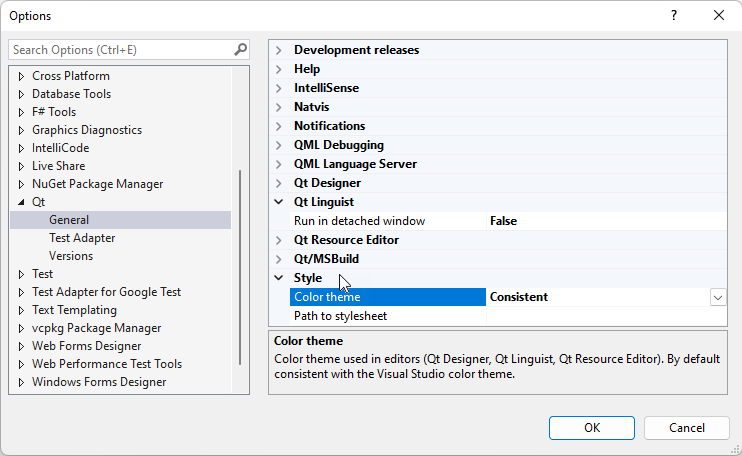 Options
?
Search Options (Ctrl+E)
Cross Platform
Database Tools
F# Tools
Graphics Diagnostics
IntelliCode
Live Share
NuGet Package Manager
Qt
General
Test Adapter
Versions
Test
Test Adapter for Google Test
Text Templating
vcpkg Package Manager
Web Forms Designer
Web Performance Test Tools
Windows Forms Designer
Development releases
Help
IntelliSense
Natvis
Notifications
QML Debugging
QML Language Server
Qt Designer
Qt Linguist
Run in detached window False
Qt Resource Editor
Qt/MSBuild
Style
Color theme Consistent
Path to stylesheet
Color theme
Color theme used in editors (Qt Designer, Qt Linguist, Qt Resource Editor). By default
consistent with the Visual Studio color theme.
OK Cancel